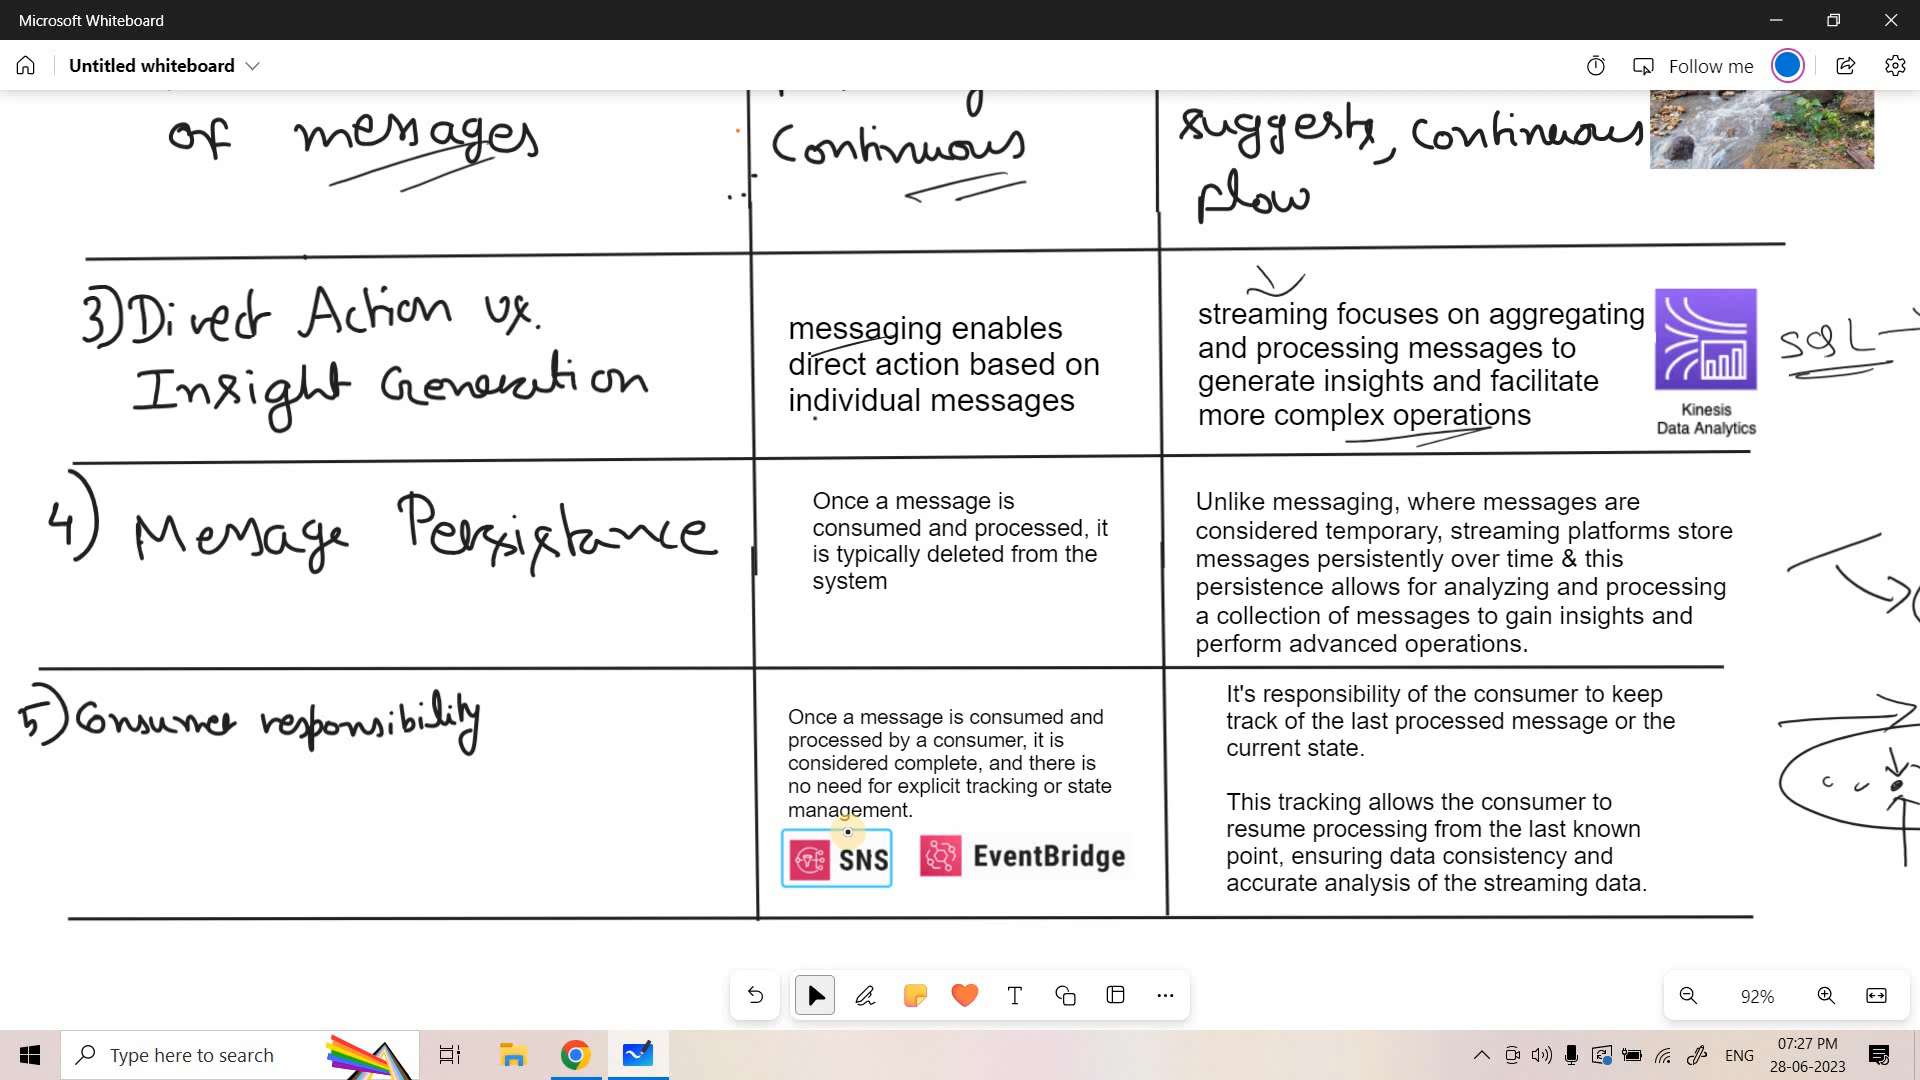 Microsoft Whiteboard
Untitled whiteboard
Follow me
of messages
Continuous
suggests, continuous
flow
3) Direct Action vs.
Insight Generation
messaging enables
direct action based on
individual messages
streaming focuses on aggregating
and processing messages to
generate insights and facilitate
more complex operations
Kinesis
Data Analytics
SQL
4) Message Persistance
Once a message is
consumed and processed, it
is typically deleted from the
system
Unlike messaging, where messages are
considered temporary, streaming platforms store
messages persistently over time & this
persistence allows for analyzing and processing
a collection of messages to gain insights and
perform advanced operations.
5) Consumer responsibility
Once a message is consumed and
processed by a consumer, it is
considered complete, and there is
no need for explicit tracking or state
management.
SNS
EventBridge
It's responsibility of the consumer to keep
track of the last processed message or the
current state.
This tracking allows the consumer to
resume processing from the last known
point, ensuring data consistency and
accurate analysis of the streaming data.
92%
Type here to search
ENG
07:27 PM
28-06-2023